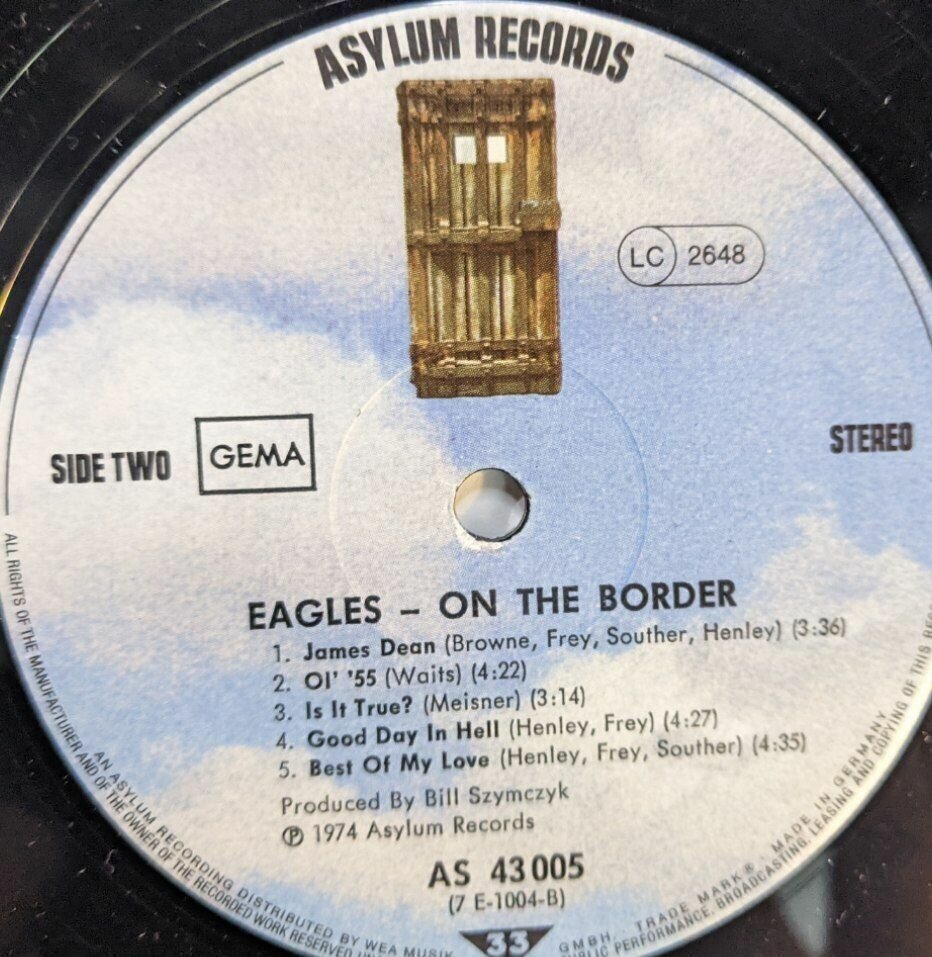 ASYLUM RECORDS
LC 2648
SIDE TWO
GEMA
STEREO
EAGLES – ON THE BORDER
1. James Dean (Browne, Frey, Souther, Henley) (3:36)
2. Ol' '55 (Waits) (4:22)
3. Is It True? (Meisner) (3:14)
4. Good Day In Hell (Henley, Frey) (4:27)
5. Best Of My Love (Henley, Frey, Souther) (4:35)
Produced By Bill Szymczyk
Ⓟ 1974 Asylum Records
AS 43 005
(7 E-1004-B)
33
ALL RIGHTS OF THE MANUFACTURER AND OF THE OWNER OF THE RECORDED WORK RESERVED
PUBLIC PERFORMANCE, BROADCASTING, LEASING AND COPYING OF THIS
AN ASYLUM RECORDING DISTRIBUTED BY WEA MUSIK GMBH, TRADE MARK® MADE IN GERMANY